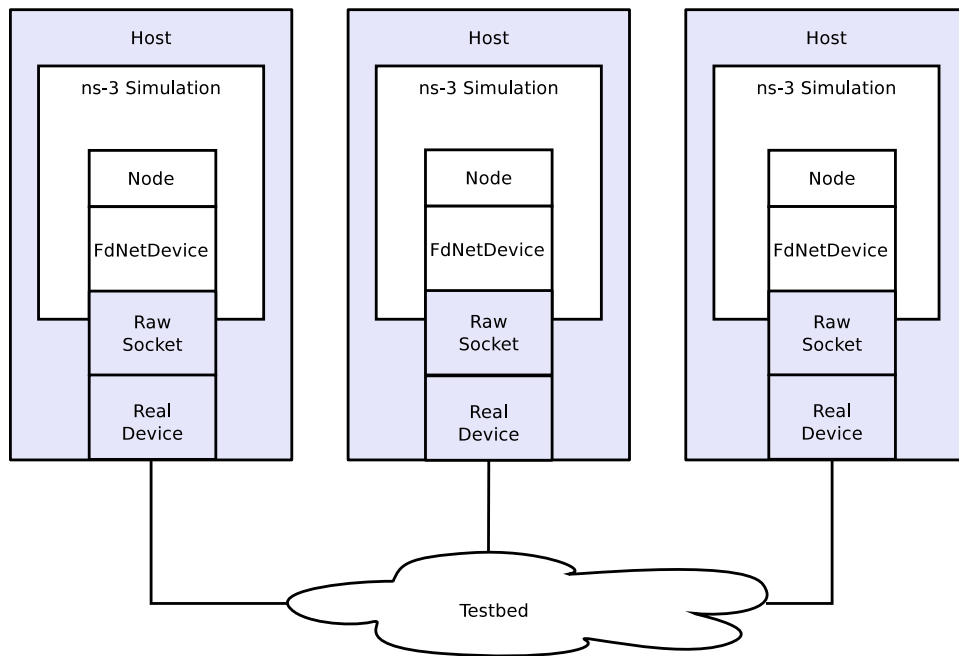 Host
ns-3 Simulation
Node
FdNetDevice
Raw
Socket
Real
Device
Host
ns-3 Simulation
Node
FdNetDevice
Raw
Socket
Real
Device
Host
ns-3 Simulation
Node
FdNetDevice
Raw
Socket
Real
Device
Testbed